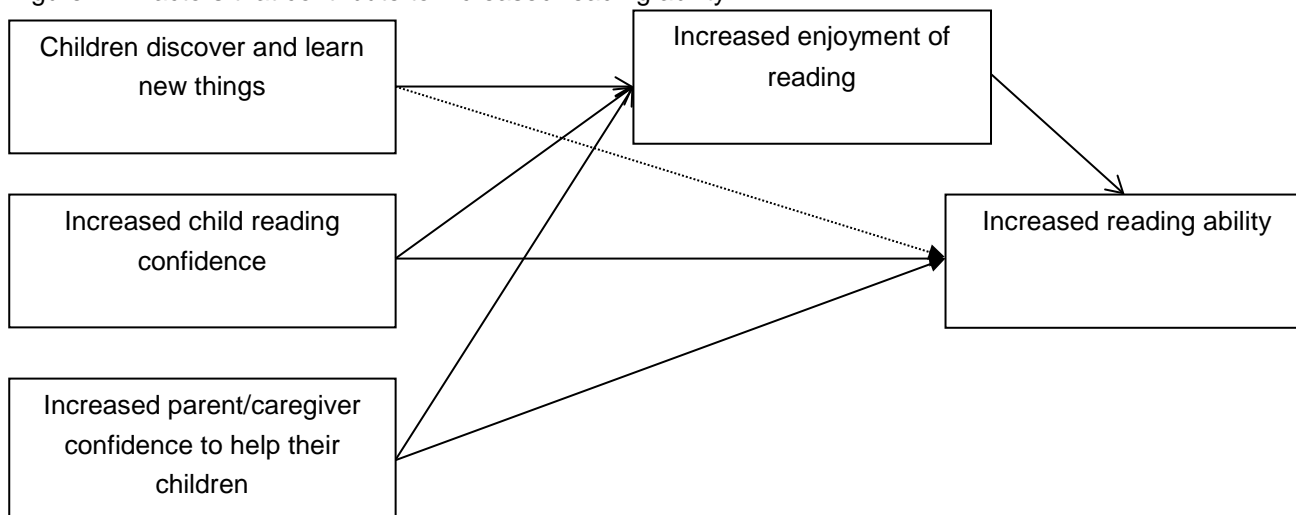 Children discover and learn
new things
Increased enjoyment of
reading
Increased child reading
confidence
Increased reading ability
Increased parent/caregiver
confidence to help their
children